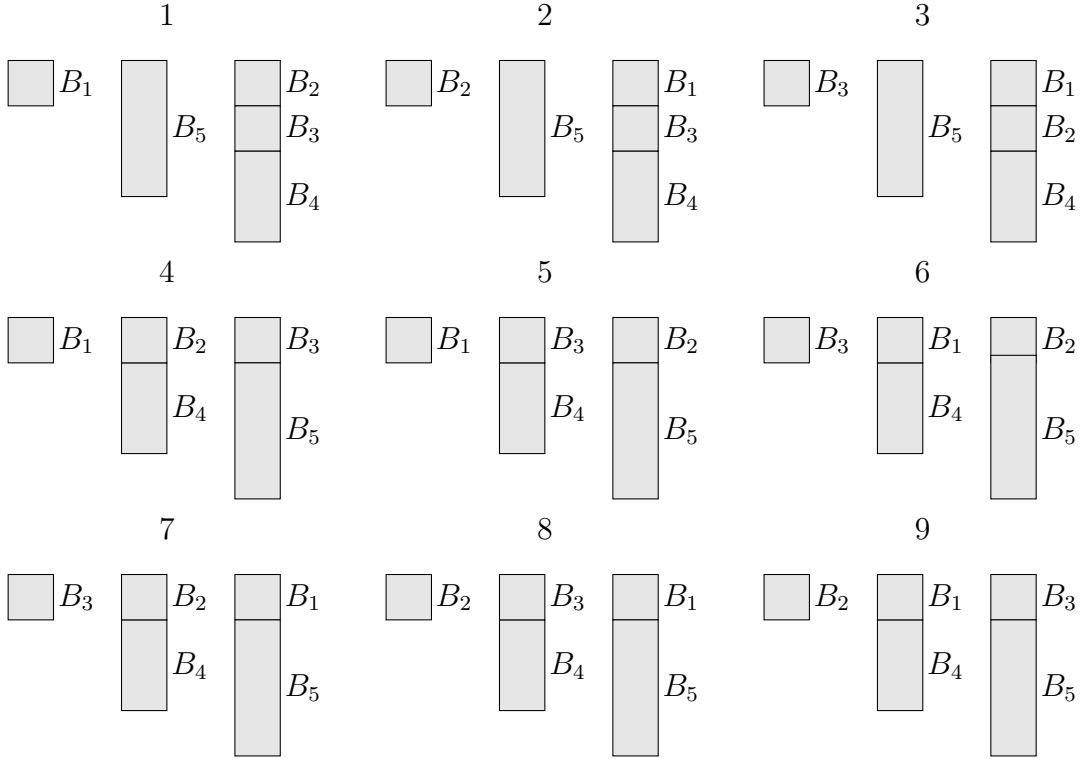 1 2 3
B₁ B₂ B₂ B₁ B₃ B₁
B₅ B₃ B₅ B₃ B₅ B₂
B₄ B₄ B₄
4 5 6
B₁ B₂ B₃ B₁ B₃ B₂ B₃ B₁ B₂
B₄ B₅ B₄ B₅ B₄ B₅
7 8 9
B₃ B₂ B₁ B₂ B₃ B₁ B₂ B₁ B₃
B₄ B₅ B₄ B₅ B₄ B₅